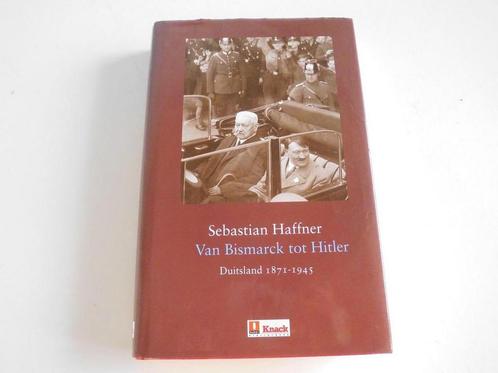 Sebastian Haffner
Van Bismarck tot Hitler
Duitsland 1871-1945
Knack